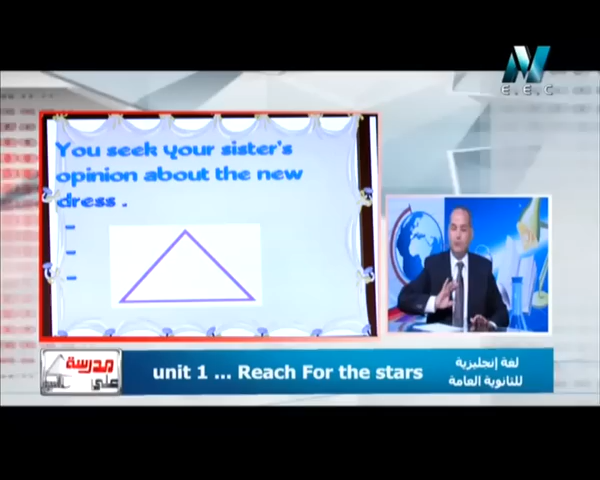 E.E.C
You seek your sister's
opinion about the new
dress .
-
-
-
مدرسة
على
unit 1 ... Reach For the stars
لغة إنجليزية
للثانوية العامة